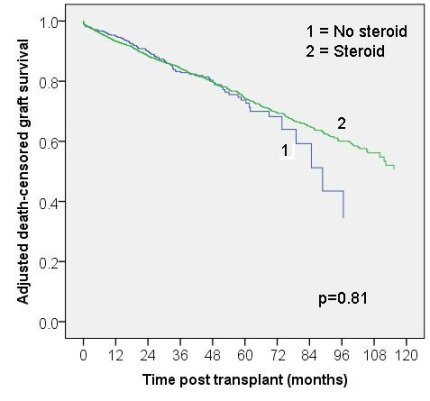 1 = No steroid
2 = Steroid
Adjusted death-censored graft survival
1.0
0.8
0.6
0.4
0.2
0.0
2
1
p=0.81
0 12 24 36 48 60 72 84 96 108 120
Time post transplant (months)